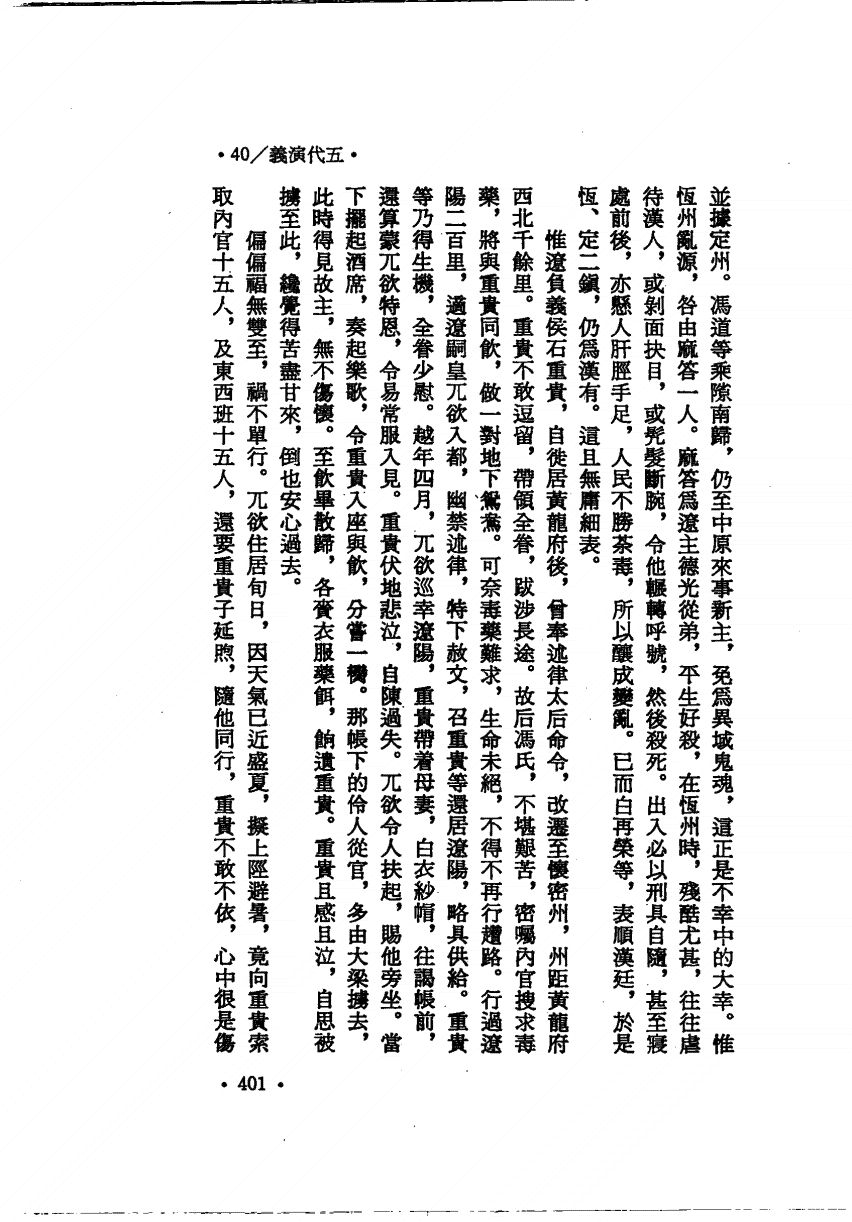 •40／義演代五•
並據定州。馮道等乘隙南歸，仍至中原來事新主，免爲異域鬼魂，這正是不幸中的大幸。惟
恆州亂源，咎由麻答一人。麻答爲遼主德光從弟，平生好殺，在恆州時，殘酷尤甚，往往虐
待漢人，或剝面抉目，或髡髮斷腕，令他輾轉呼號，然後殺死。出入必以刑具自隨，甚至寢
處前後，亦懸人肝脛手足，人民不勝荼毒，所以釀成變亂。已而白再榮等，表順漢廷，於是
恆、定二鎮，仍爲漢有。這且無庸細表。
惟遼負義侯石重貴，自徙居黃龍府後，曾奉述律太后命令，改遷至懷密州，州距黃龍府
西北千餘里。重貴不敢逗留，帶領全眷，跋涉長途。故后馮氏，不堪艱苦，密囑內官搜求毒
藥，將與重貴同飲，做一對地下鴛鴦。可奈毒藥難求，生命未絕，不得不再行趲路。行過遼
陽二百里，適遼嗣皇兀欲入都，幽禁述律，特下赦文，召重貴等還居遼陽，略具供給。重貴
等乃得生機，全眷少慰。越年四月，兀欲巡幸遼陽，重貴帶着母妻，白衣紗帽，往謁帳前，
還算蒙兀欲特恩，令易常服入見。重貴伏地悲泣，自陳過失。兀欲令人扶起，賜他旁坐。當
下擺起酒席，奏起樂歌，令重貴入座與飲，分嘗一臠。那帳下的伶人從官，多由大梁擄去，
此時得見故主，無不傷懷。至飲畢散歸，各賫衣服藥餌，餉遺重貴。重貴且感且泣，自思被
擄至此，纔覺得苦盡甘來，倒也安心過去。
偏偏福無雙至，禍不單行。兀欲住居旬日，因天氣已近盛夏，擬上陘避暑，竟向重貴索
取內官十五人，及東西班十五人，還要重貴子延煦，隨他同行，重貴不敢不依，心中很是傷
•401•